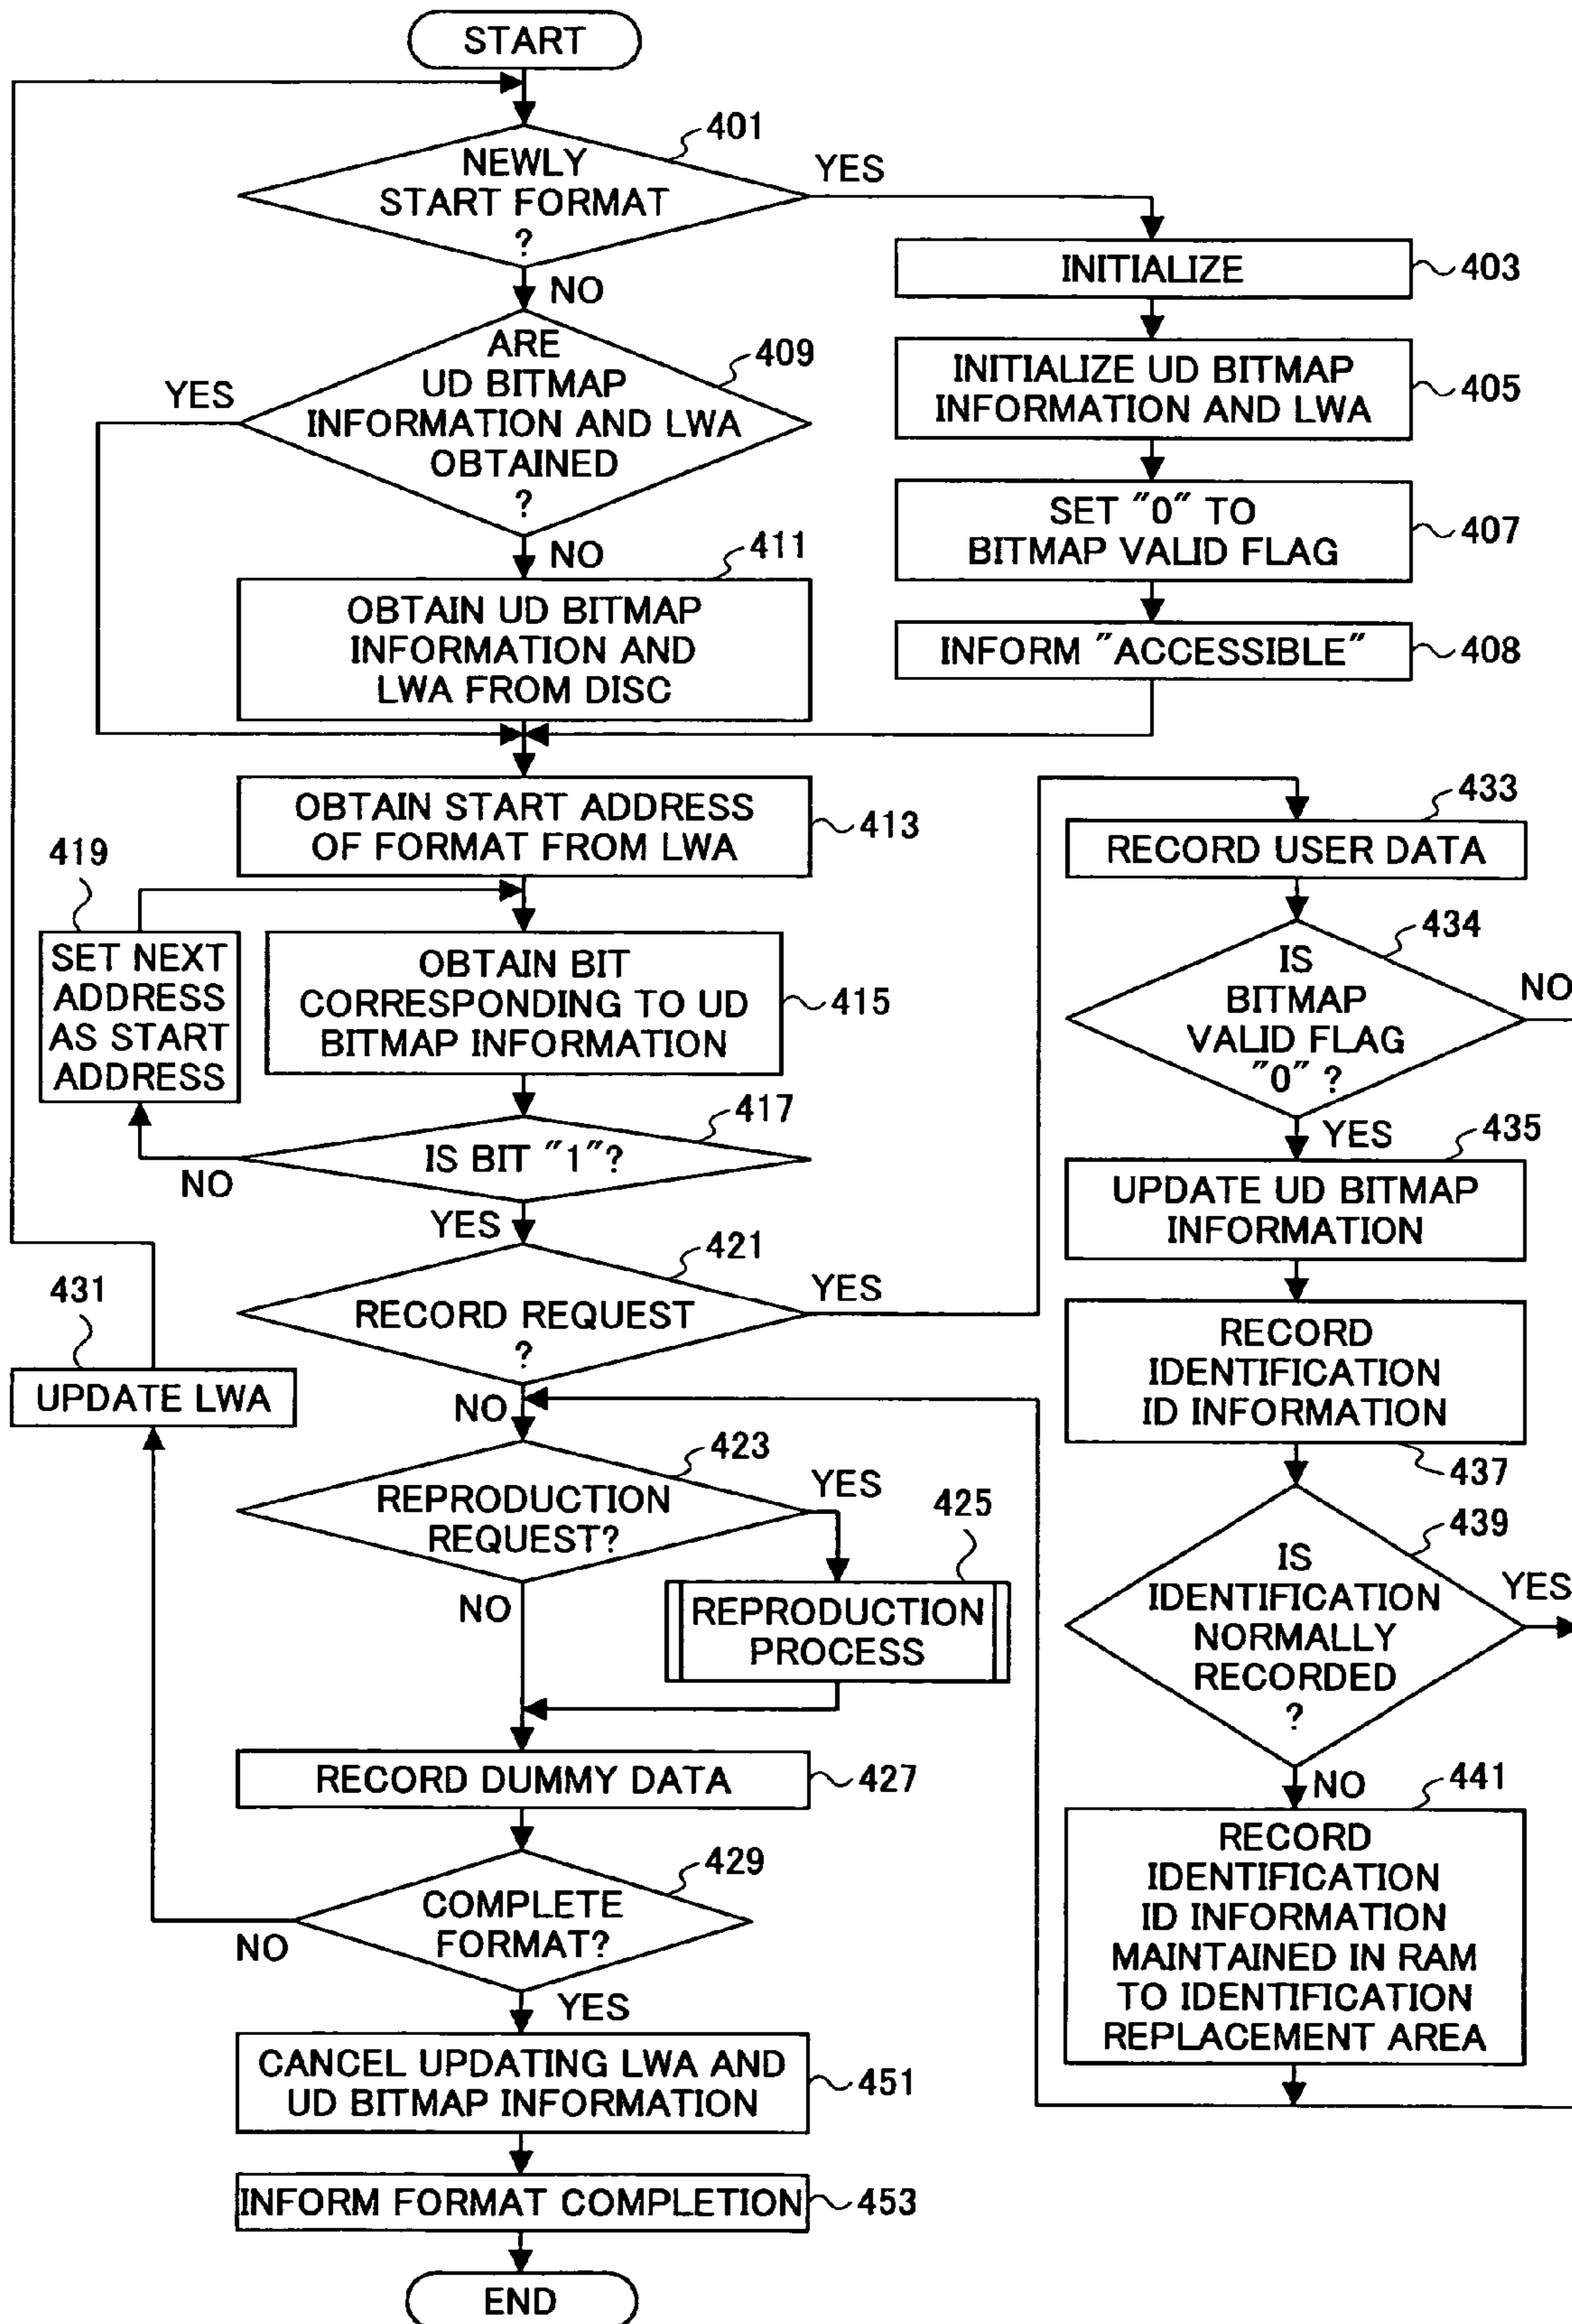 START
401
NEWLY
START FORMAT
?
YES
NO
INITIALIZE
403
INITIALIZE UD BITMAP
INFORMATION AND LWA
405
SET "0" TO
BITMAP VALID FLAG
407
INFORM "ACCESSIBLE"
408
ARE
UD BITMAP
INFORMATION AND LWA
OBTAINED
?
409
YES
NO
411
OBTAIN UD BITMAP
INFORMATION AND
LWA FROM DISC
OBTAIN START ADDRESS
OF FORMAT FROM LWA
413
419
SET NEXT
ADDRESS
AS START
ADDRESS
OBTAIN BIT
CORRESPONDING TO UD
BITMAP INFORMATION
415
417
IS BIT "1"?
NO
YES
421
RECORD REQUEST
?
YES
NO
431
UPDATE LWA
423
REPRODUCTION
REQUEST?
YES
NO
425
REPRODUCTION
PROCESS
RECORD DUMMY DATA
427
429
COMPLETE
FORMAT?
NO
YES
CANCEL UPDATING LWA AND
UD BITMAP INFORMATION
451
INFORM FORMAT COMPLETION
453
END
433
RECORD USER DATA
434
IS
BITMAP
VALID FLAG
"0" ?
NO
YES
435
UPDATE UD BITMAP
INFORMATION
RECORD
IDENTIFICATION
ID INFORMATION
437
439
IS
IDENTIFICATION
NORMALLY
RECORDED
?
YES
NO
441
RECORD
IDENTIFICATION
ID INFORMATION
MAINTAINED IN RAM
TO IDENTIFICATION
REPLACEMENT AREA